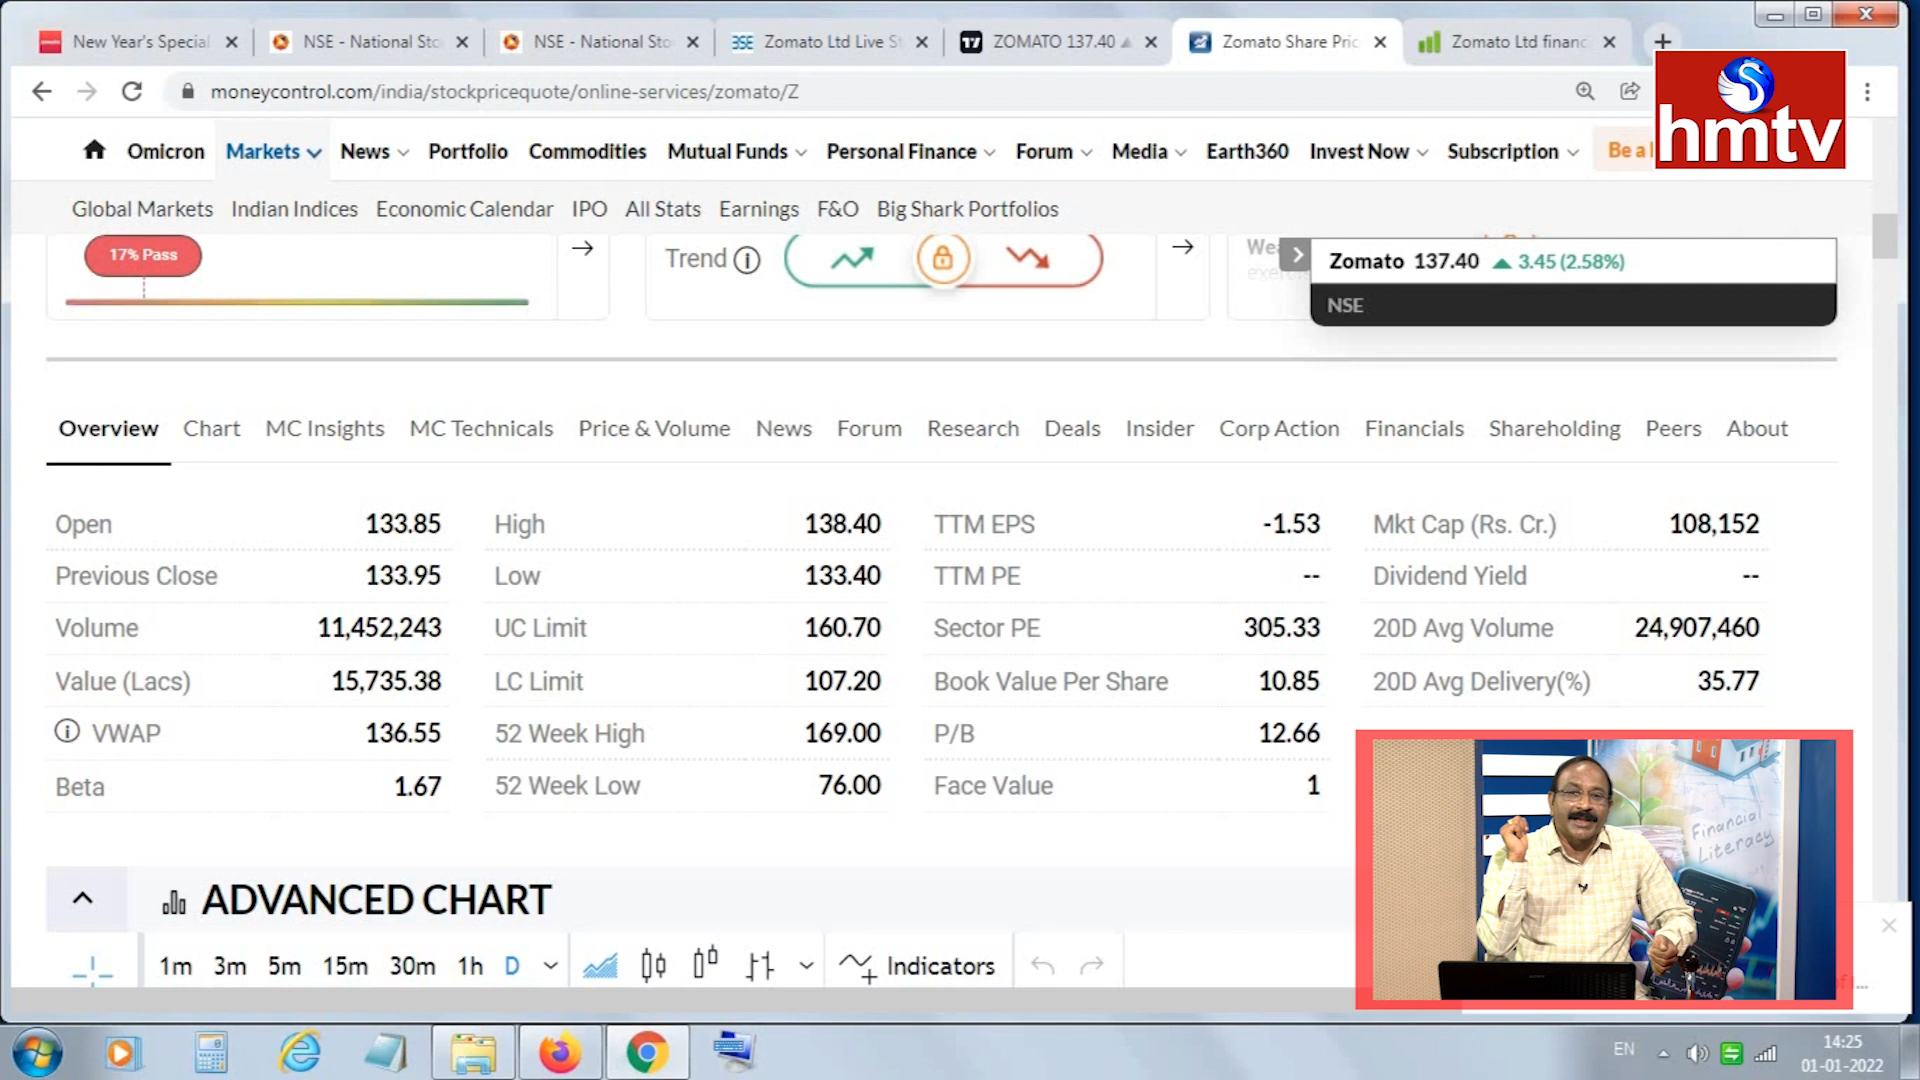 New Year's Special
NSE - National Sto
NSE - National Sto
Zomato Ltd Live St
ZOMATO 137.40
Zomato Share Pric
Zomato Ltd financ
moneycontrol.com/india/stockpricequote/online-services/zomato/Z
hmtv
Omicron Markets News Portfolio Commodities Mutual Funds Personal Finance Forum Media Earth360 Invest Now Subscription Be a
Global Markets Indian Indices Economic Calendar IPO All Stats Earnings F&O Big Shark Portfolios
17% Pass
Trend
Zomato 137.40 ▲ 3.45 (2.58%)
NSE
Overview Chart MC Insights MC Technicals Price & Volume News Forum Research Deals Insider Corp Action Financials Shareholding Peers About
Open 133.85 High 138.40 TTM EPS -1.53 Mkt Cap (Rs. Cr.) 108,152
Previous Close 133.95 Low 133.40 TTM PE -- Dividend Yield --
Volume 11,452,243 UC Limit 160.70 Sector PE 305.33 20D Avg Volume 24,907,460
Value (Lacs) 15,735.38 LC Limit 107.20 Book Value Per Share 10.85 20D Avg Delivery(%) 35.77
VWAP 136.55 52 Week High 169.00 P/B 12.66
Beta 1.67 52 Week Low 76.00 Face Value 1
Financial
Literacy
ADVANCED CHART
1m 3m 5m 15m 30m 1h D Indicators
EN
14:25
01-01-2022